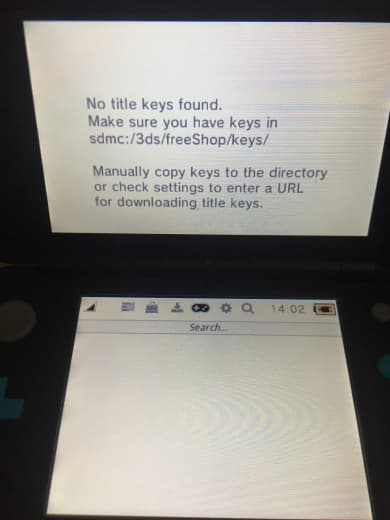 No title keys found.
Make sure you have keys in
sdmc:/3ds/freeShop/keys/
Manually copy keys to the directory
or check settings to enter a URL
for downloading title keys.
14:02
Search...